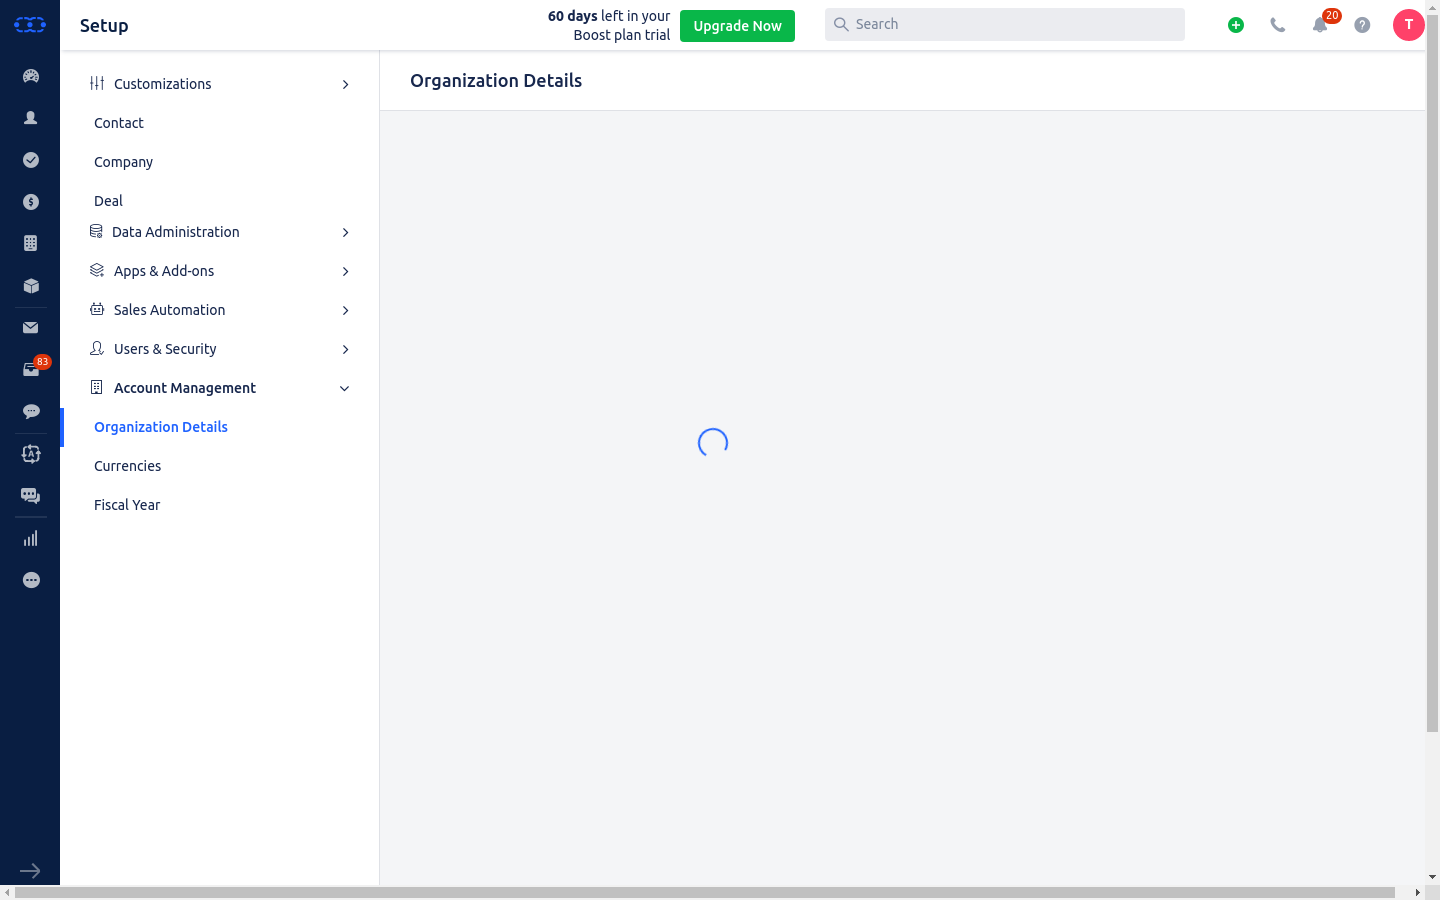 Setup
60 days left in your
Boost plan trial
Upgrade Now
Search
20
T
83
Customizations
Contact
Company
Deal
Data Administration
Apps & Add-ons
Sales Automation
Users & Security
Account Management
Organization Details
Currencies
Fiscal Year
Organization Details